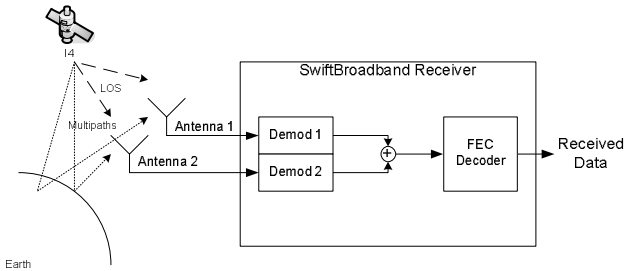 I4
LOS
Multipaths
Antenna 1
Antenna 2
Earth
SwiftBroadband Receiver
Demod 1
Demod 2
+
FEC
Decoder
Received
Data